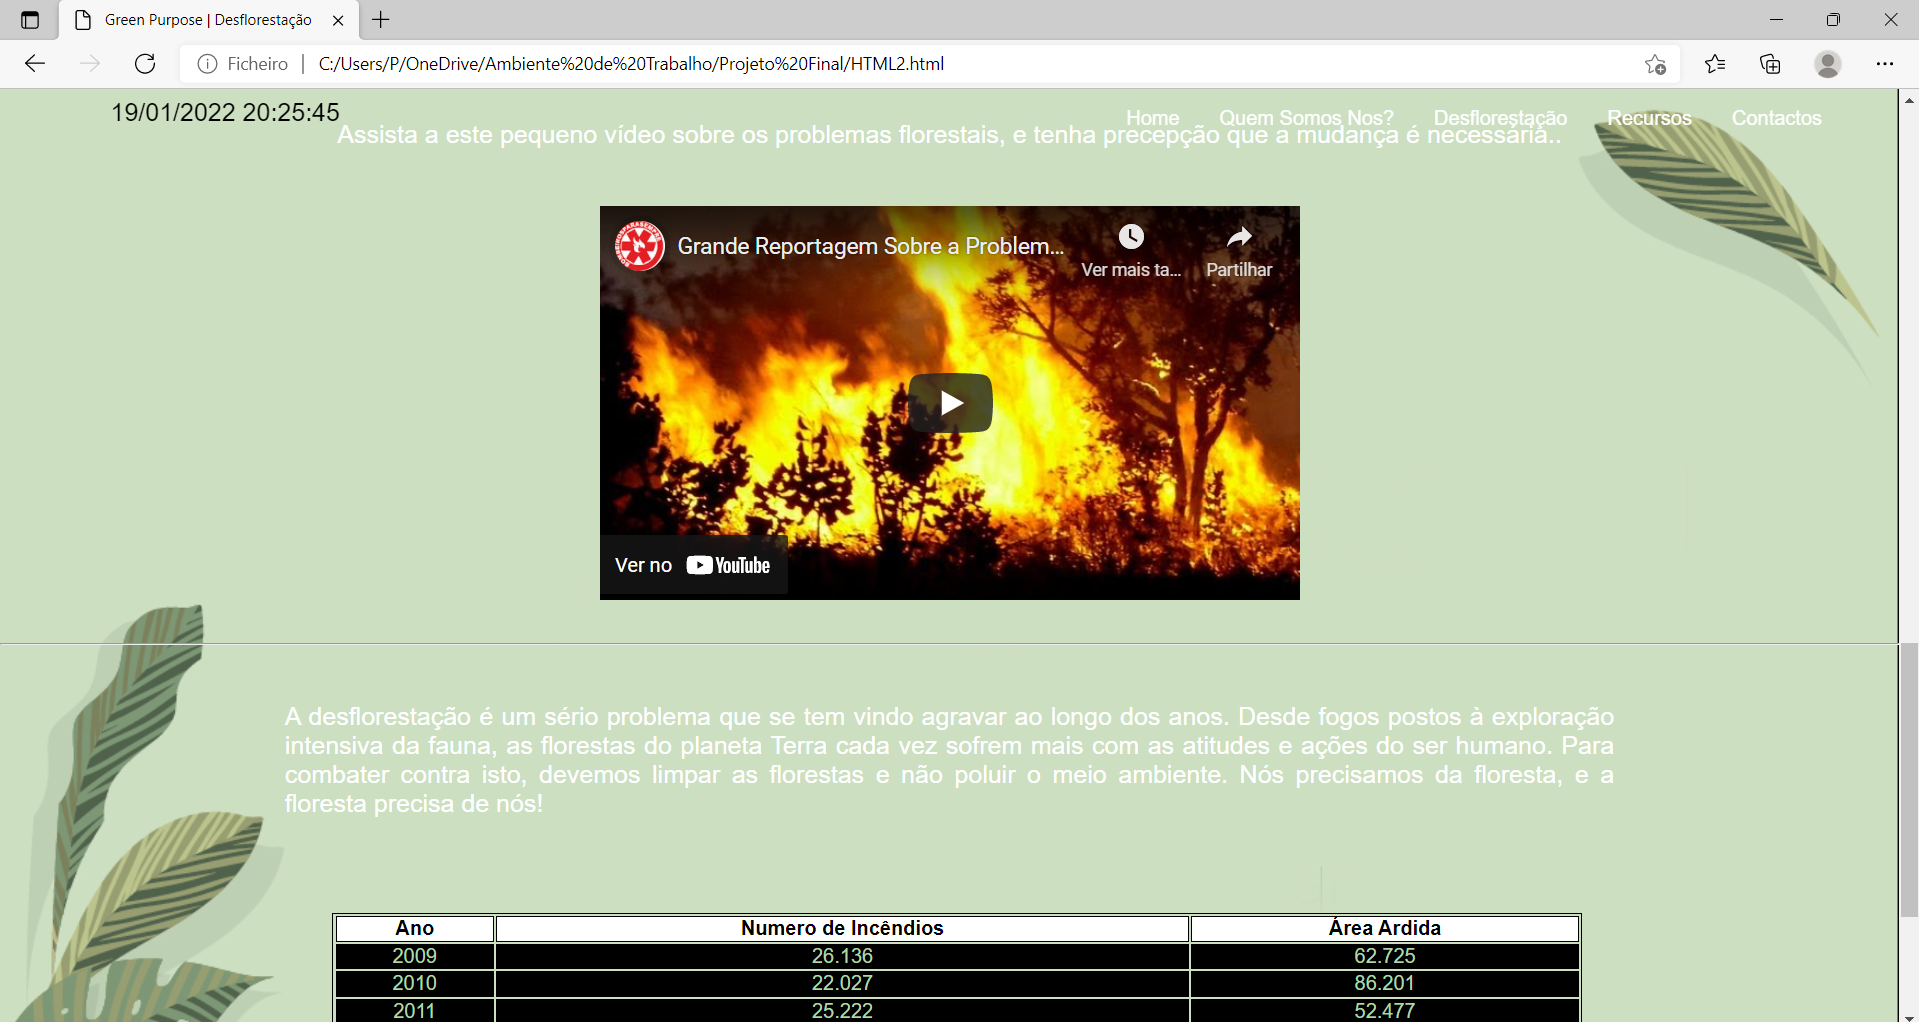 Green Purpose | Desflorestação
Ficheiro | C:/Users/P/OneDrive/Ambiente%20de%20Trabalho/Projeto%20Final/HTML2.html
19/01/2022 20:25:45
Home Quem Somos Nos? Desflorestação Recursos Contactos
Assista a este pequeno vídeo sobre os problemas florestais, e tenha precepção que a mudança é necessária..
BOMBEIROSPARASEMPRE
Grande Reportagem Sobre a Problem...
Ver mais ta... Partilhar
Ver no YouTube
A desflorestação é um sério problema que se tem vindo agravar ao longo dos anos. Desde fogos postos à exploração
intensiva da fauna, as florestas do planeta Terra cada vez sofrem mais com as atitudes e ações do ser humano. Para
combater contra isto, devemos limpar as florestas e não poluir o meio ambiente. Nós precisamos da floresta, e a
floresta precisa de nós!
Ano Numero de Incêndios Área Ardida
2009 26.136 62.725
2010 22.027 86.201
2011 25.222 52.477